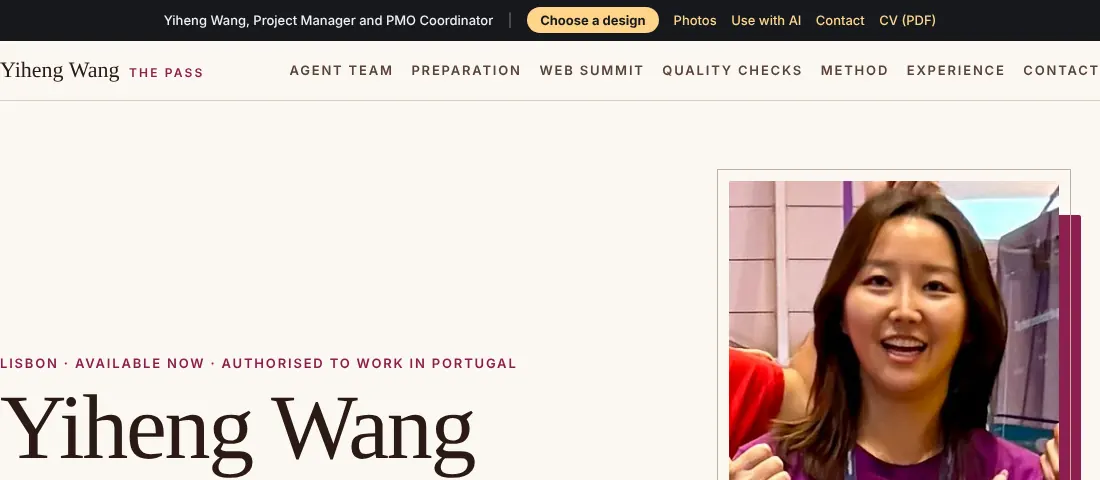 Yiheng Wang, Project Manager and PMO Coordinator | Choose a design Photos Use with AI Contact CV (PDF)
Yiheng Wang THE PASS AGENT TEAM PREPARATION WEB SUMMIT QUALITY CHECKS METHOD EXPERIENCE CONTACT
LISBON · AVAILABLE NOW · AUTHORISED TO WORK IN PORTUGAL
Yiheng Wang